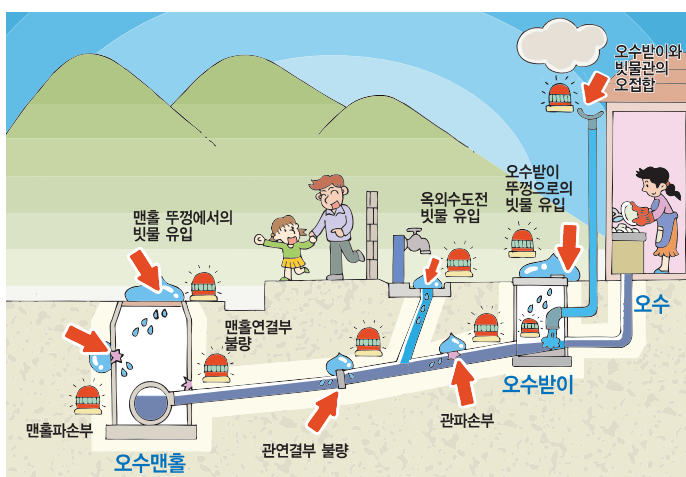 오수받이와
빗물관의
오접합
오수받이
뚜껑으로의
빗물 유입
옥외수도전
빗물 유입
맨홀 뚜껑에서의
빗물 유입
오수
맨홀연결부
불량
오수받이
관파손부
맨홀파손부
관연결부 불량
오수맨홀